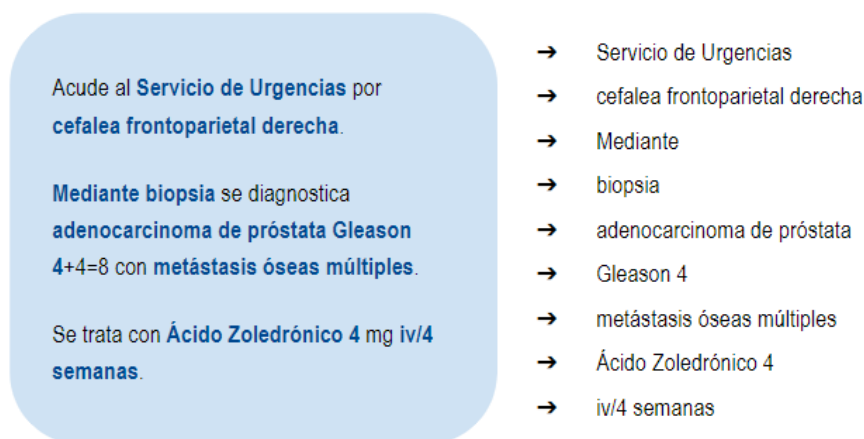 Acude al Servicio de Urgencias por
cefalea frontoparietal derecha.
Mediante biopsia se diagnostica
adenocarcinoma de próstata Gleason
4+4=8 con metástasis óseas múltiples.
Se trata con Ácido Zoledrónico 4 mg iv/4
semanas.
➔ Servicio de Urgencias
➔ cefalea frontoparietal derecha
➔ Mediante
➔ biopsia
➔ adenocarcinoma de próstata
➔ Gleason 4
➔ metástasis óseas múltiples
➔ Ácido Zoledrónico 4
➔ iv/4 semanas